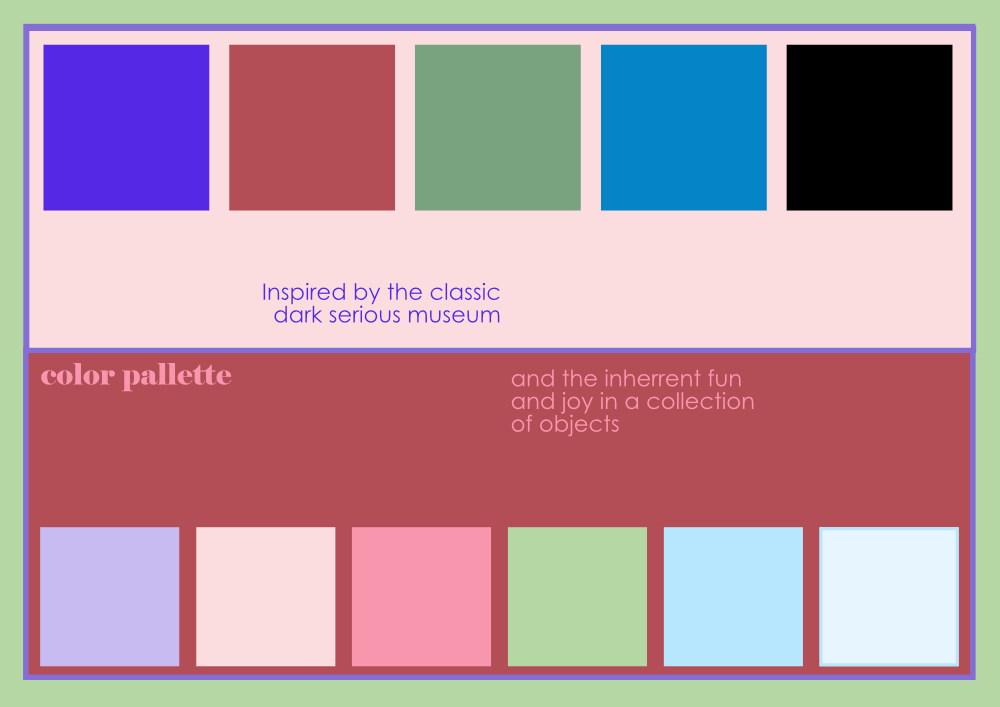 Inspired by the classic
dark serious museum
color pallette
and the inherrent fun
and joy in a collection
of objects